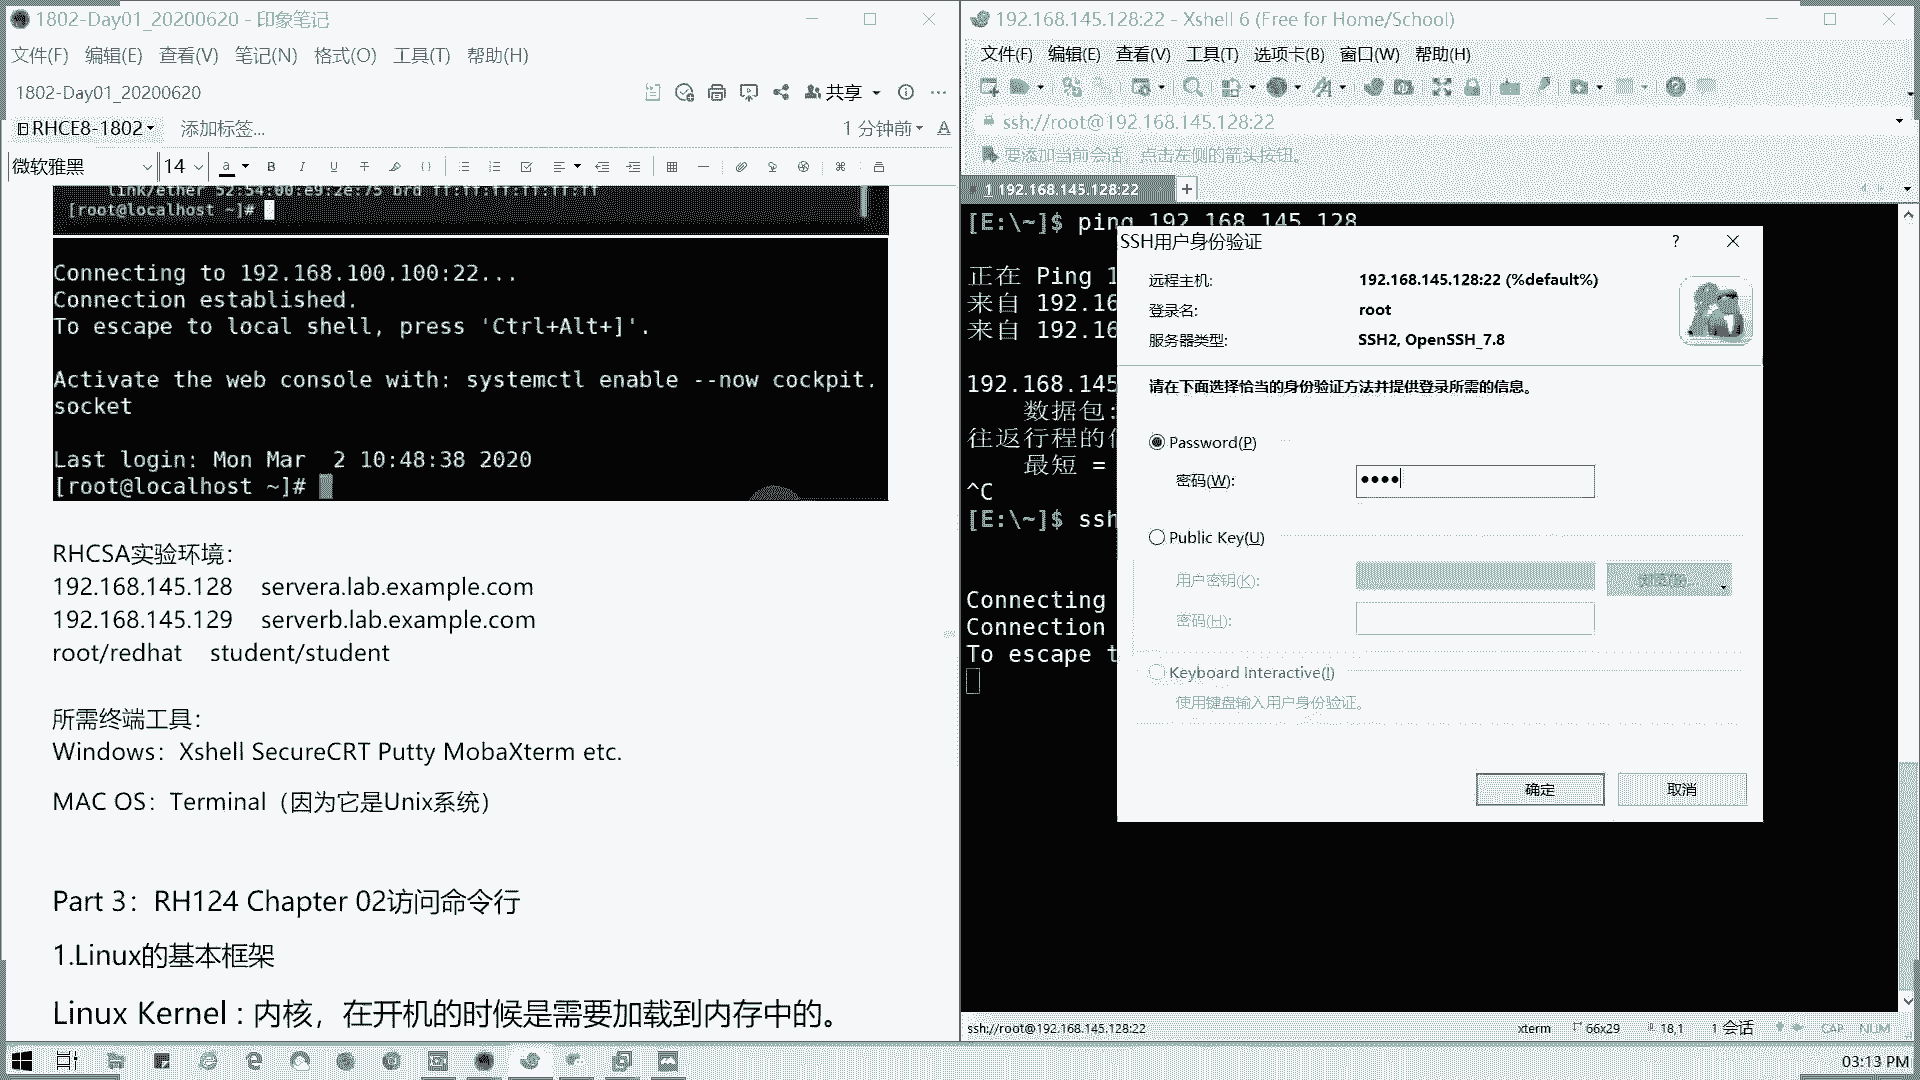 1802-Day01_20200620 - 印象笔记
文件(F) 编辑(E) 查看(V) 笔记(N) 格式(O) 工具(T) 帮助(H)
1802-Day01_20200620
共享
RHCE8-1802
添加标签...
1 分钟前
微软雅黑
14
link/ether 52:54:00:e9:2e:75 brd ff:ff:ff:ff:ff:ff
[root@localhost ~]#
Connecting to 192.168.100.100:22...
Connection established.
To escape to local shell, press 'Ctrl+Alt+]'.
Activate the web console with: systemctl enable --now cockpit.
socket
Last login: Mon Mar  2 10:48:38 2020
[root@localhost ~]#
RHCSA实验环境：
192.168.145.128 servera.lab.example.com
192.168.145.129 serverb.lab.example.com
root/redhat student/student
所需终端工具：
Windows：Xshell SecureCRT Putty MobaXterm etc.
MAC OS：Terminal（因为它是Unix系统）
Part 3：RH124 Chapter 02访问命令行
1.Linux的基本框架
Linux Kernel : 内核，在开机的时候是需要加载到内存中的。
192.168.145.128:22 - Xshell 6 (Free for Home/School)
文件(F) 编辑(E) 查看(V) 工具(T) 选项卡(B) 窗口(W) 帮助(H)
ssh://root@192.168.145.128:22
要添加当前会话，点击左侧的箭头按钮。
1 192.168.145.128:22
[E:\~]$ ping 192.168.145.128
正在 Ping 1
来自 192.16
来自 192.16
192.168.145
数据包:
往返行程的
最短 =
^C
[E:\~]$ ssh
Connecting
Connection
To escape t
SSH用户身份验证
远程主机: 192.168.145.128:22 (%default%)
登录名: root
服务器类型: SSH2, OpenSSH_7.8
请在下面选择恰当的身份验证方法并提供登录所需的信息。
Password(P)
密码(W):
Public Key(U)
用户密钥(K):
密码(H):
Keyboard Interactive(I)
使用键盘输入用户身份验证。
确定 取消
ssh://root@192.168.145.128:22
xterm
66x29
18,1
1 会话
CAP NUM
03:13 PM